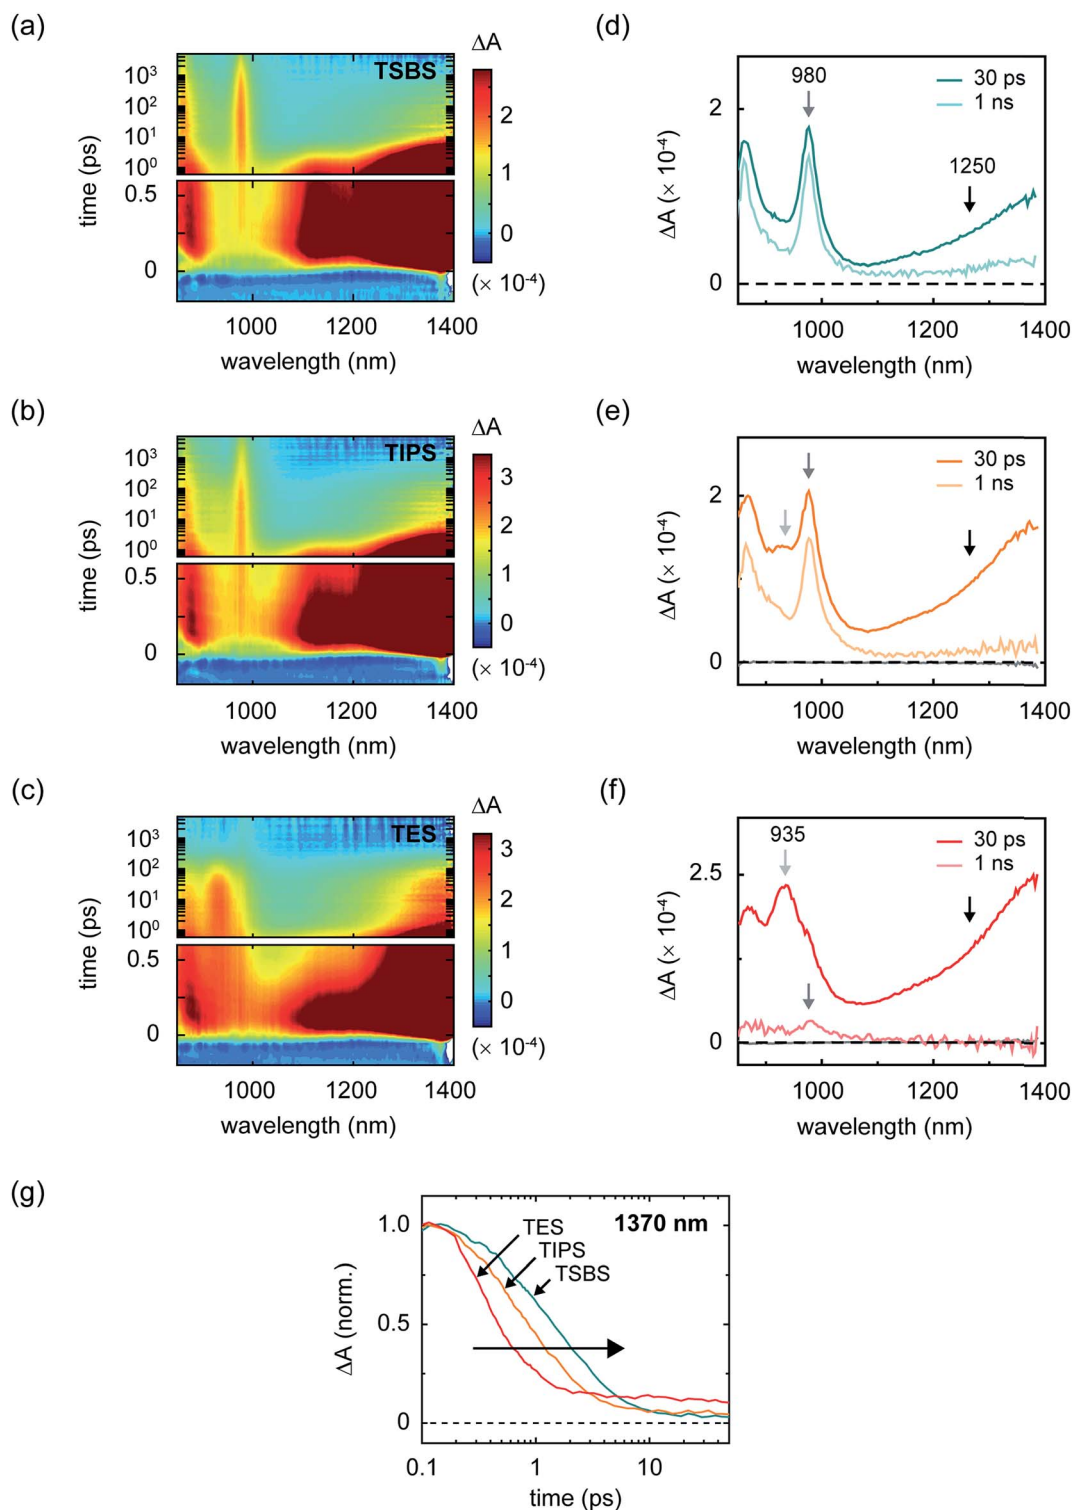 (a)
ΔA
TSBS
10³
10²
10¹
10⁰
time (ps)
0.5
0
2
1
0
(× 10⁻⁴)
1000 1200 1400
wavelength (nm)
(d)
980
30 ps
1 ns
1250
2
0
ΔA (× 10⁻⁴)
1000 1200 1400
wavelength (nm)
(b)
ΔA
TIPS
10³
10²
10¹
10⁰
time (ps)
0.5
0
3
2
1
0
(× 10⁻⁴)
1000 1200 1400
wavelength (nm)
(e)
30 ps
1 ns
2
0
ΔA (× 10⁻⁴)
1000 1200 1400
wavelength (nm)
(c)
ΔA
TES
10³
10²
10¹
10⁰
time (ps)
0.5
0
3
2
1
0
(× 10⁻⁴)
1000 1200 1400
wavelength (nm)
(f)
935
30 ps
1 ns
2.5
0
ΔA (× 10⁻⁴)
1000 1200 1400
wavelength (nm)
(g)
1370 nm
TES
TIPS
TSBS
1.0
0.5
0
ΔA (norm.)
0.1 1 10
time (ps)